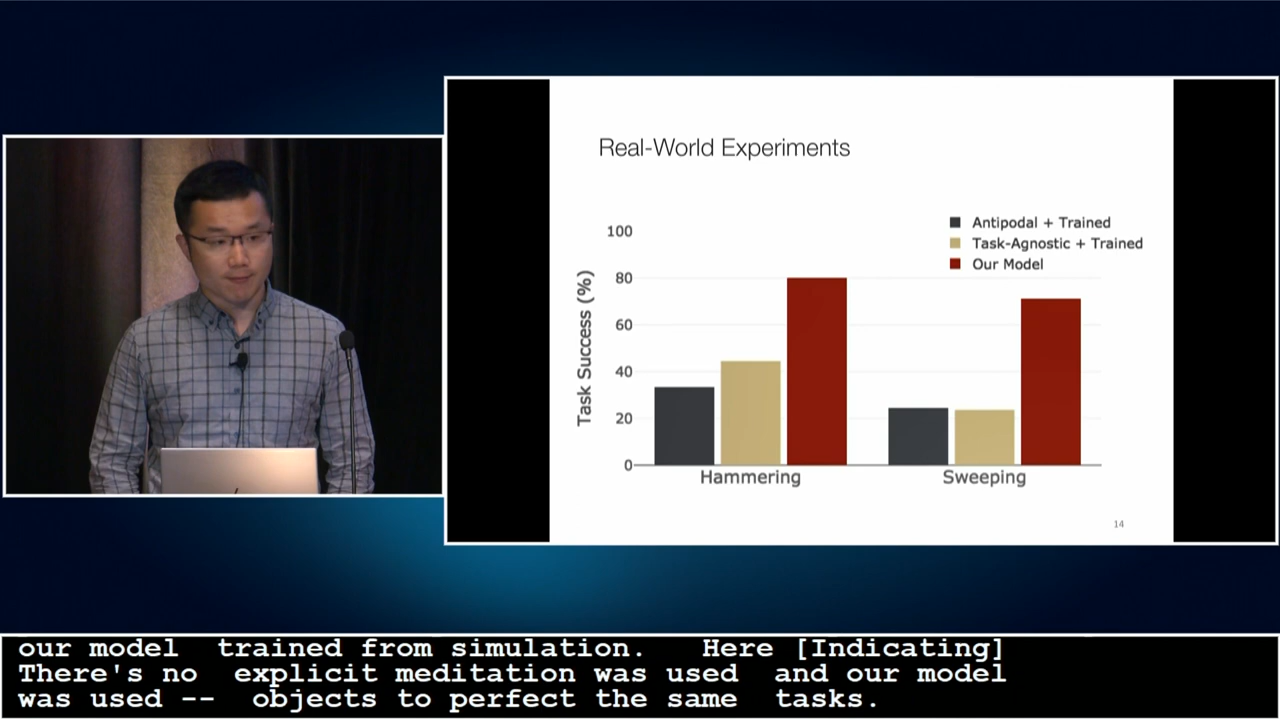 Real-World Experiments
Antipodal + Trained
Task-Agnostic + Trained
Our Model
Task Success (%)
100
80
60
40
20
0
Hammering
Sweeping
14
our model trained from simulation. Here [Indicating]
There's no explicit meditation was used and our model
was used -- objects to perfect the same tasks.